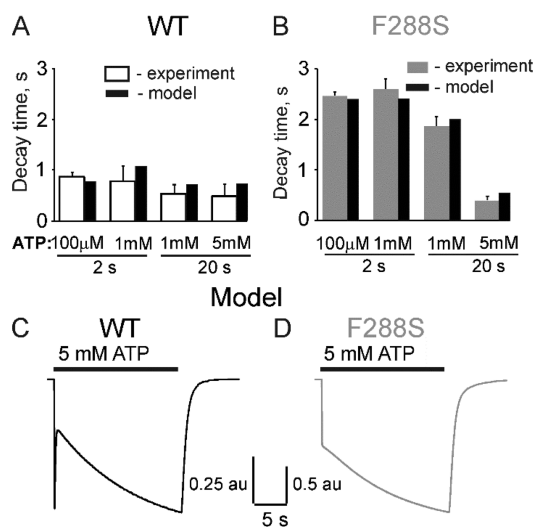 A
WT
B
F288S
Decay time, s
3
2
1
0
- experiment
- model
ATP: 100μM 1mM 1mM 5mM
2 s 20 s
Decay time, s
3
2
1
0
- experiment
- model
100μM 1mM 1mM 5mM
2 s 20 s
Model
C
WT
5 mM ATP
D
F288S
5 mM ATP
0.25 au
0.5 au
5 s